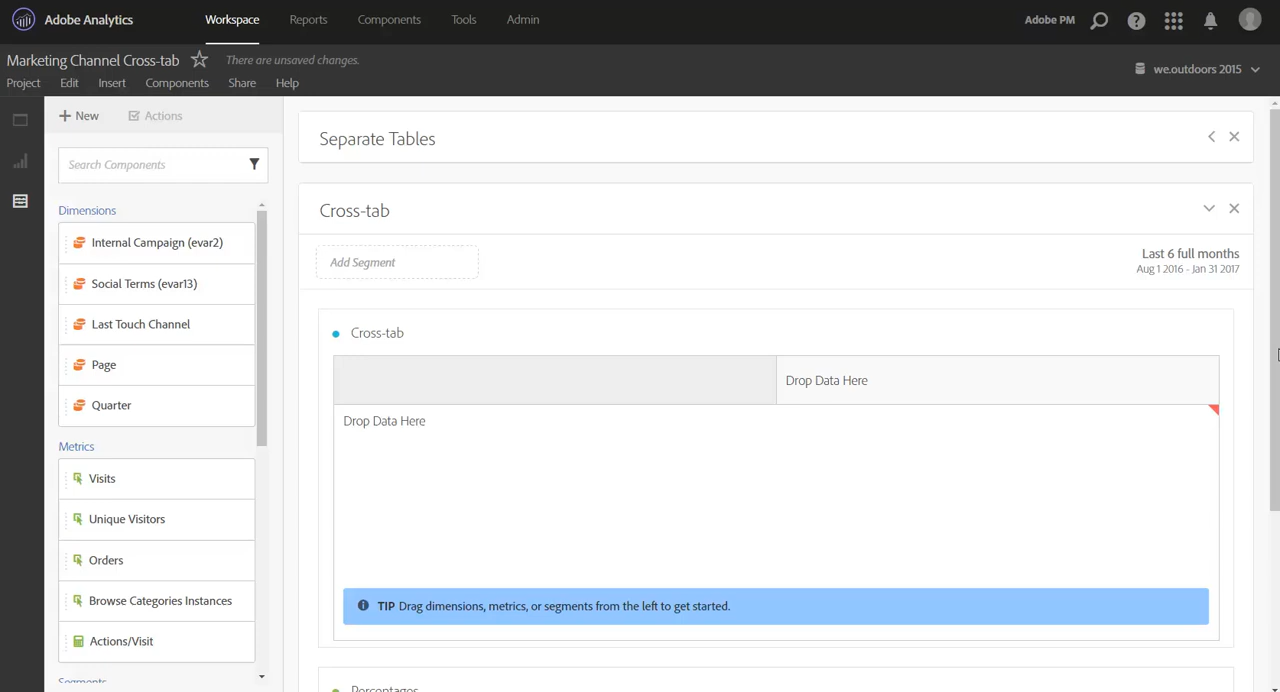 Adobe Analytics
Workspace
Reports
Components
Tools
Admin
Adobe PM
Marketing Channel Cross-tab
There are unsaved changes.
we.outdoors 2015
Project
Edit
Insert
Components
Share
Help
New
Actions
Search Components
Dimensions
Internal Campaign (evar2)
Social Terms (evar13)
Last Touch Channel
Page
Quarter
Metrics
Visits
Unique Visitors
Orders
Browse Categories Instances
Actions/Visit
Segments
Separate Tables
Cross-tab
Add Segment
Last 6 full months
Aug 1 2016 - Jan 31 2017
Cross-tab
Drop Data Here
Drop Data Here
TIP Drag dimensions, metrics, or segments from the left to get started.
Percentages